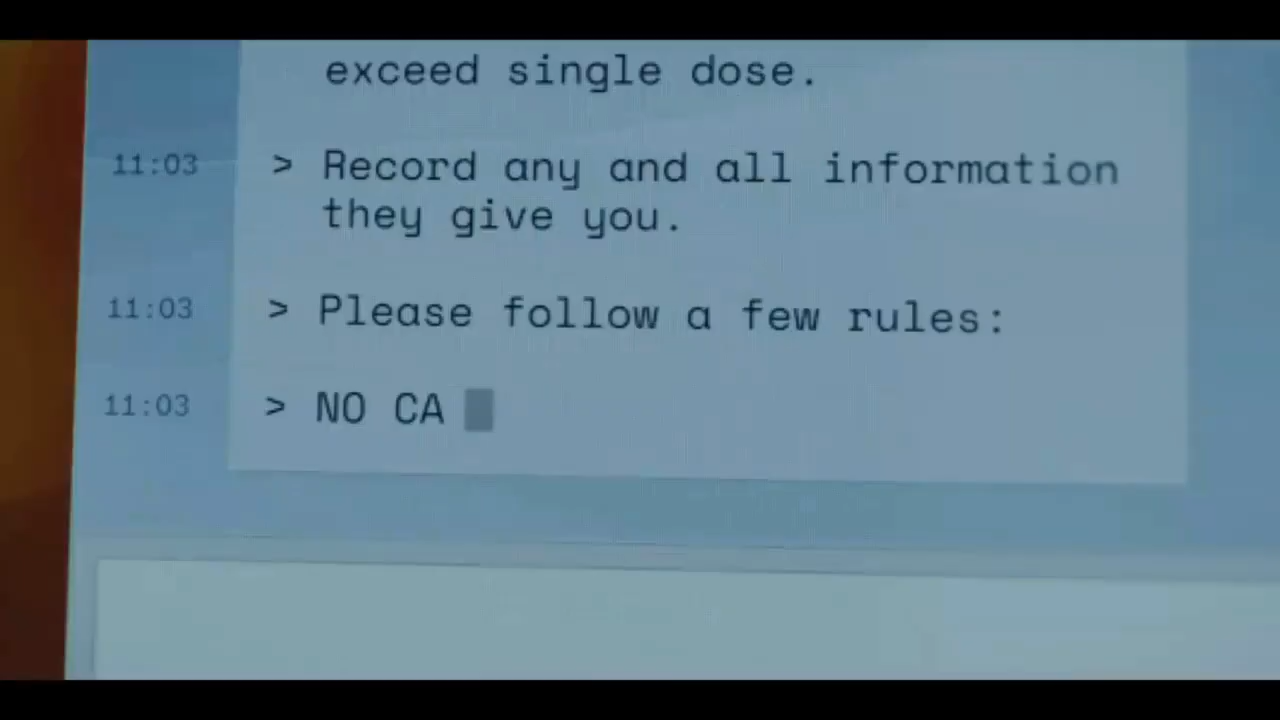 exceed single dose.
11:03 > Record any and all information
they give you.
11:03 > Please follow a few rules:
11:03 > NO CA